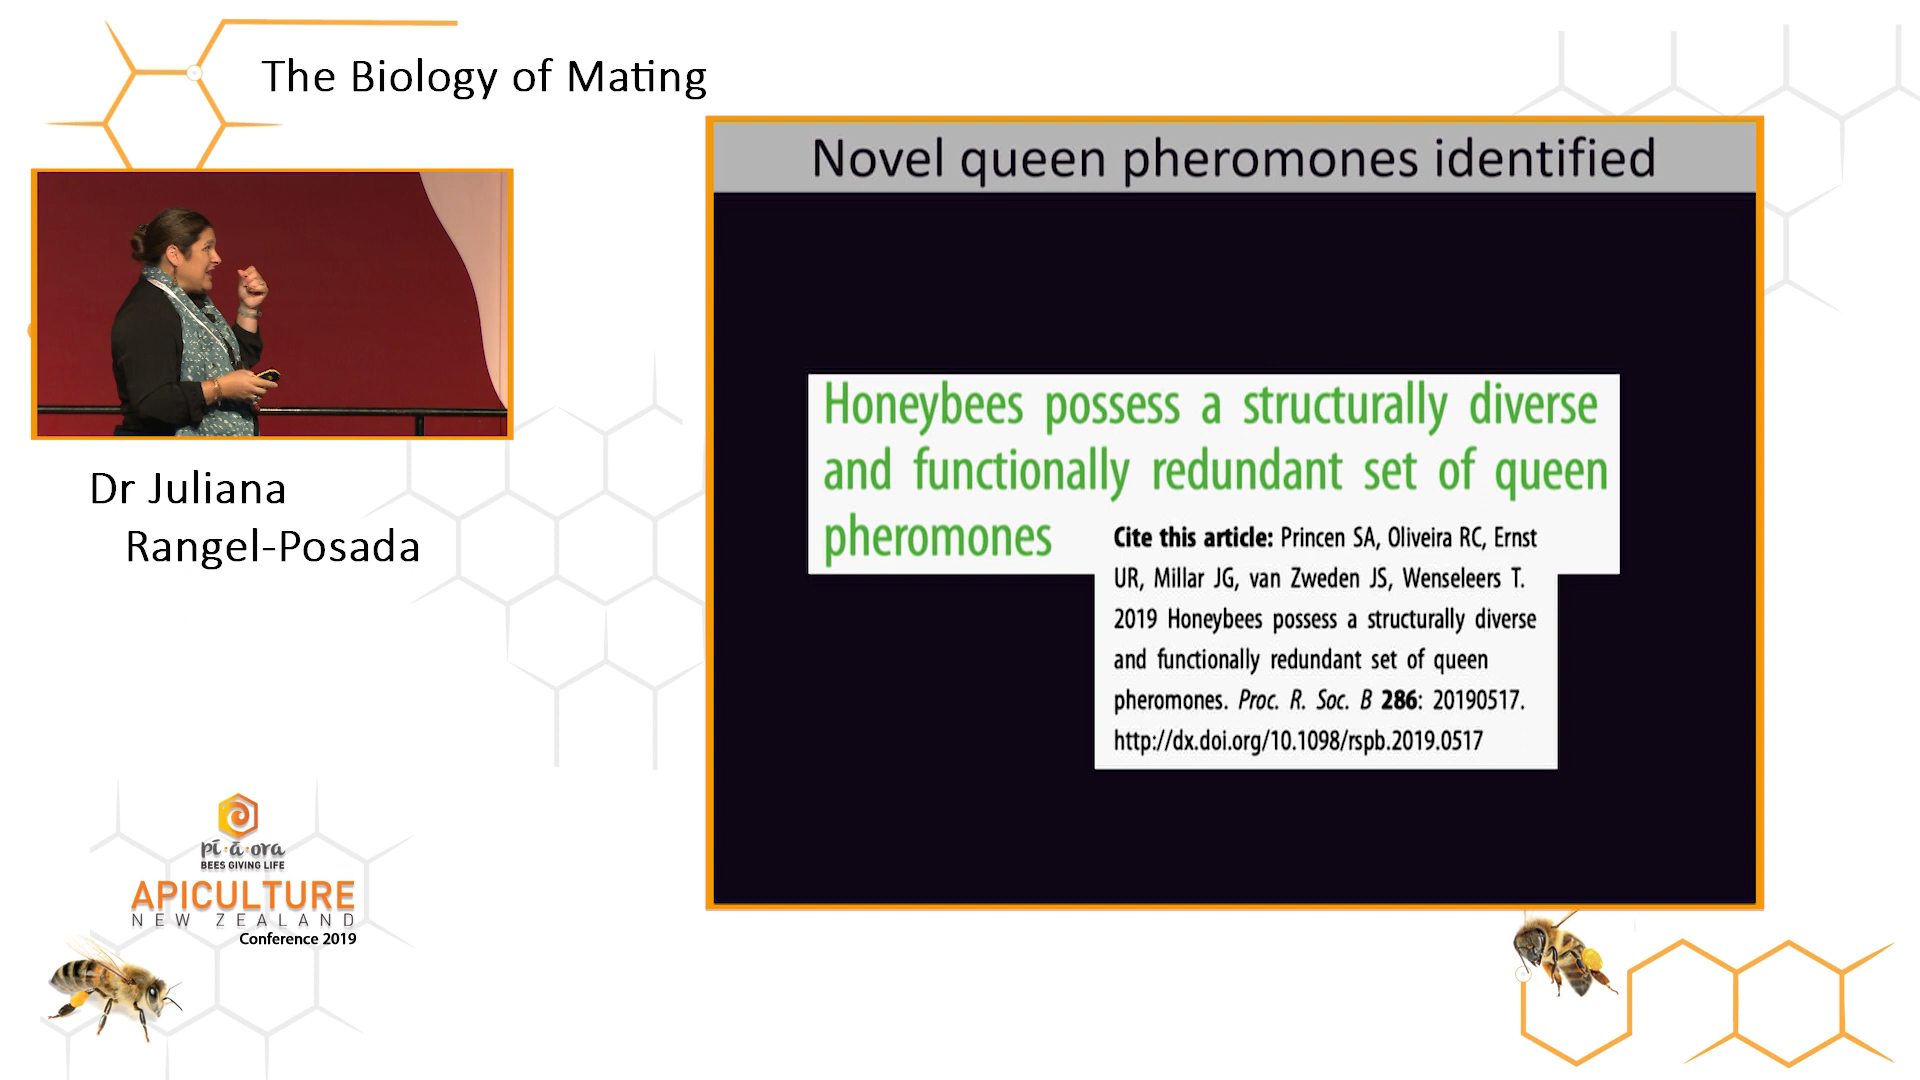 The Biology of Mating
Novel queen pheromones identified
Honeybees possess a structurally diverse
and functionally redundant set of queen
pheromones
Cite this article: Princen SA, Oliveira RC, Ernst
UR, Millar JG, van Zweden JS, Wenseleers T.
2019 Honeybees possess a structurally diverse
and functionally redundant set of queen
pheromones. Proc. R. Soc. B 286: 20190517.
http://dx.doi.org/10.1098/rspb.2019.0517
Dr Juliana
Rangel-Posada
pī·ā·ora
BEES GIVING LIFE
APICULTURE
NEW ZEALAND
Conference 2019